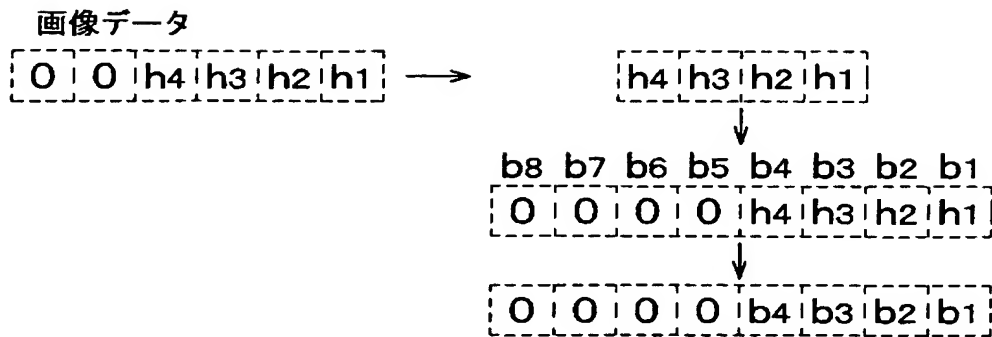 画像データ
0 0 h4 h3 h2 h1 → h4 h3 h2 h1
↓
b8 b7 b6 b5 b4 b3 b2 b1
0 0 0 0 h4 h3 h2 h1
↓
0 0 0 0 b4 b3 b2 b1